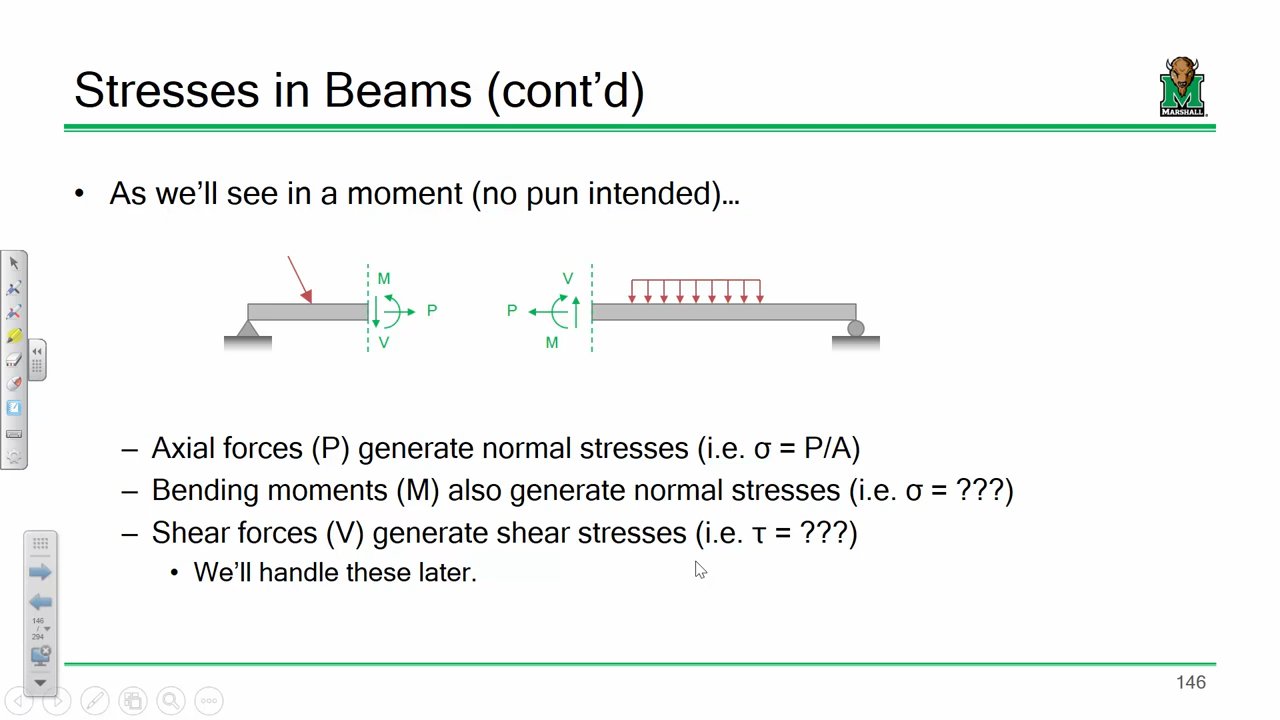 Stresses in Beams (cont’d)
MARSHALL
• As we’ll see in a moment (no pun intended)…
M V
P P
V M
– Axial forces (P) generate normal stresses (i.e. σ = P/A)
– Bending moments (M) also generate normal stresses (i.e. σ = ???)
– Shear forces (V) generate shear stresses (i.e. τ = ???)
• We’ll handle these later.
146
/
294
146